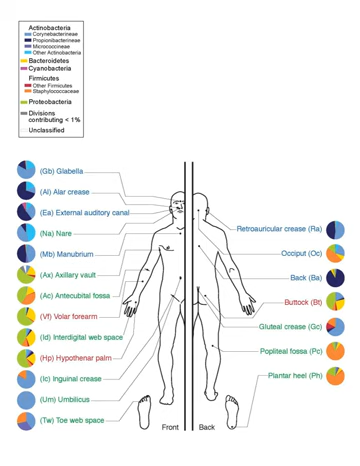 Actinobacteria
Corynebacterineae
Propionibacterineae
Micrococcineae
Other Actinobacteria
Bacteroidetes
Cyanobacteria
Firmicutes
Other Firmicutes
Staphylococcaceae
Proteobacteria
Divisions
contributing < 1%
Unclassified
(Gb) Glabella
(Al) Alar crease
(Ea) External auditory canal
(Na) Nare
(Mb) Manubrium
(Ax) Axillary vault
(Ac) Antecubital fossa
(Vf) Volar forearm
(Id) Interdigital web space
(Hp) Hypothenar palm
(Ic) Inguinal crease
(Um) Umbilicus
(Tw) Toe web space
Retroauricular crease (Ra)
Occiput (Oc)
Back (Ba)
Buttock (Bt)
Gluteal crease (Gc)
Popliteal fossa (Pc)
Plantar heel (Ph)
Front
Back